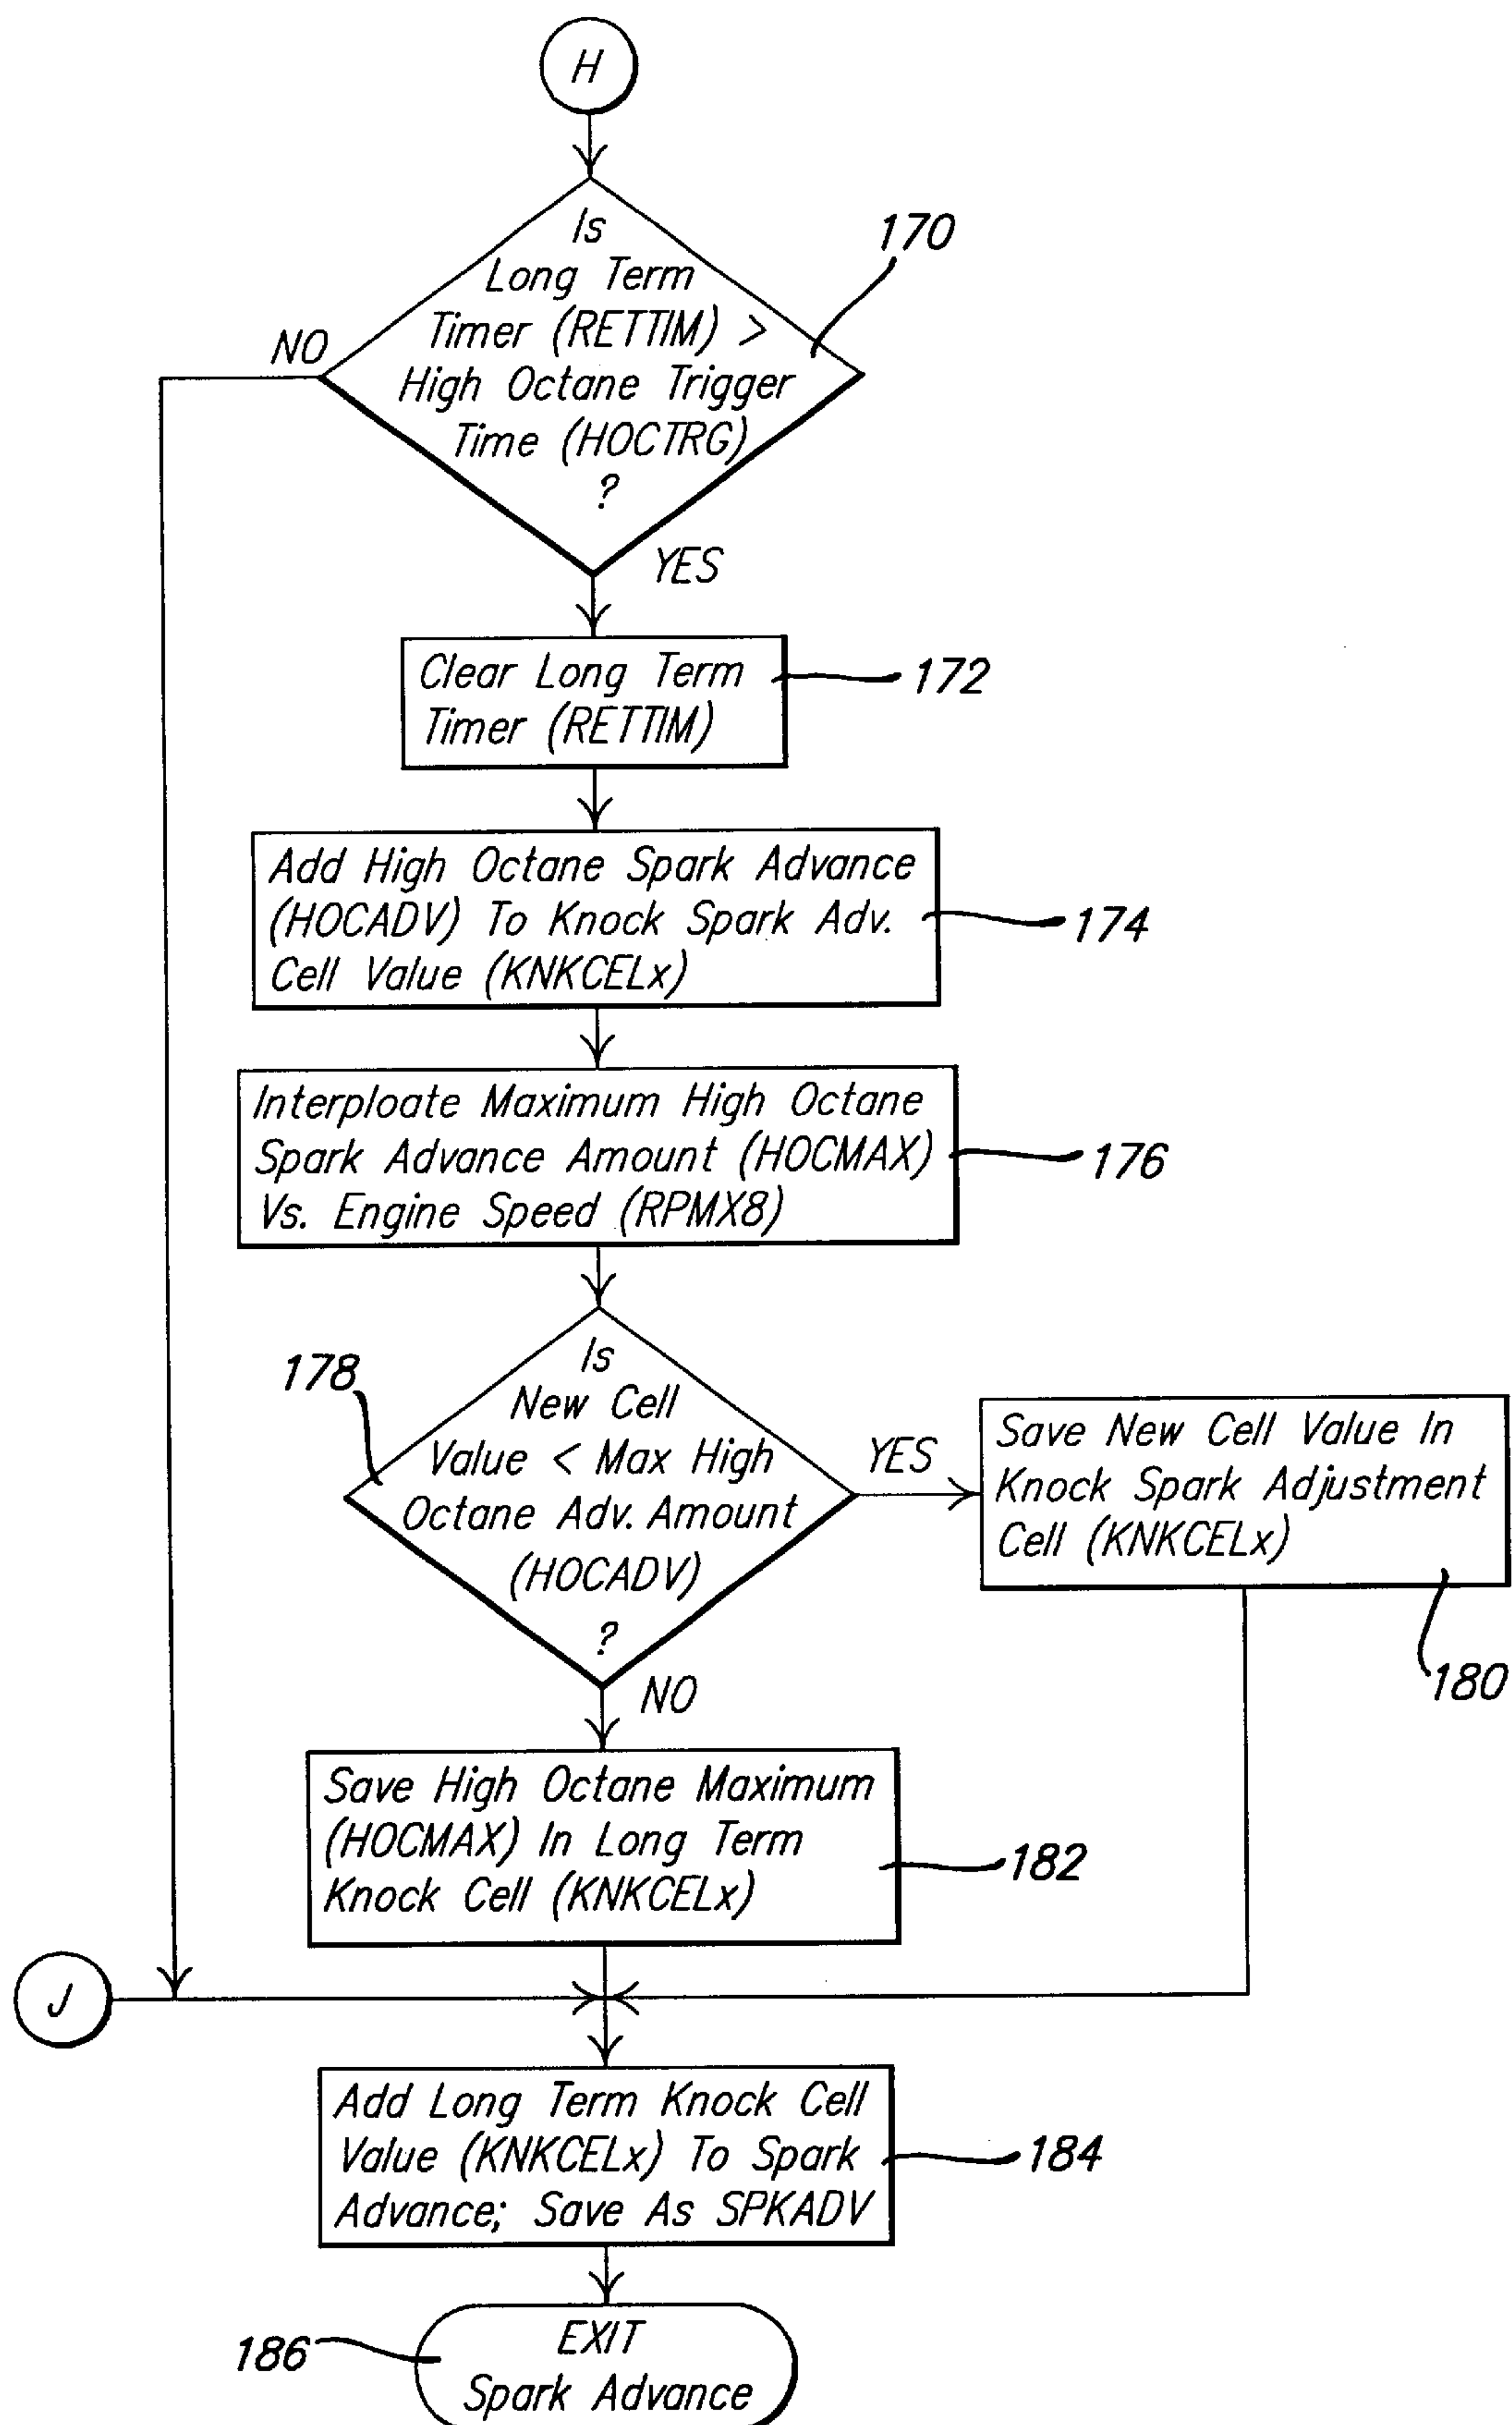 H
Is
Long Term
Timer (RETTIM) >
High Octane Trigger
Time (HOCTRG)
?
170
NO
YES
Clear Long Term
Timer (RETTIM)
172
Add High Octane Spark Advance
(HOCADV) To Knock Spark Adv.
Cell Value (KNKCELx)
174
Interploate Maximum High Octane
Spark Advance Amount (HOCMAX)
Vs. Engine Speed (RPMX8)
176
178
Is
New Cell
Value < Max High
Octane Adv. Amount
(HOCADV)
?
YES
NO
Save New Cell Value In
Knock Spark Adjustment
Cell (KNKCELx)
180
Save High Octane Maximum
(HOCMAX) In Long Term
Knock Cell (KNKCELx)
182
J
Add Long Term Knock Cell
Value (KNKCELx) To Spark
Advance; Save As SPKADV
184
186
EXIT
Spark Advance